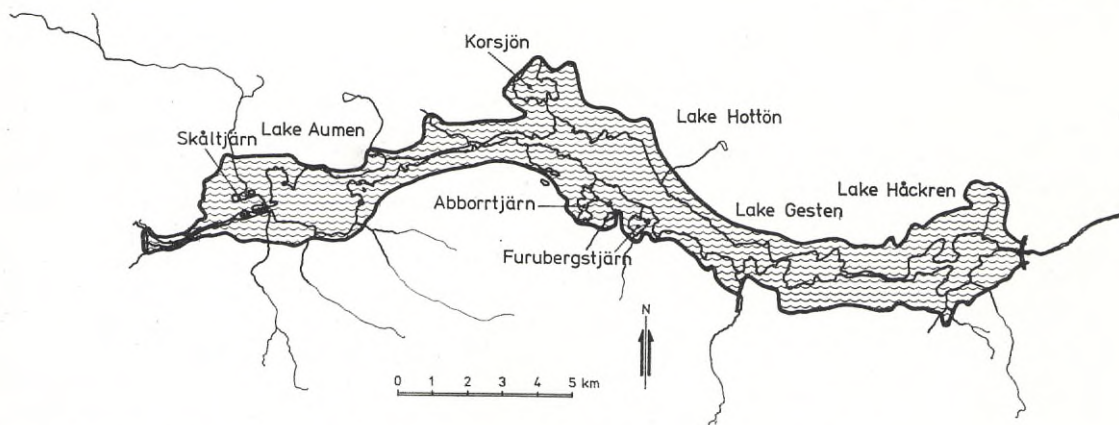 Korsjön
Lake Aumen
Skåltjärn
Lake Hottön
Abborrtjärn
Lake Håckren
Lake Gesten
Furubergstjärn
N
0 1 2 3 4 5 km